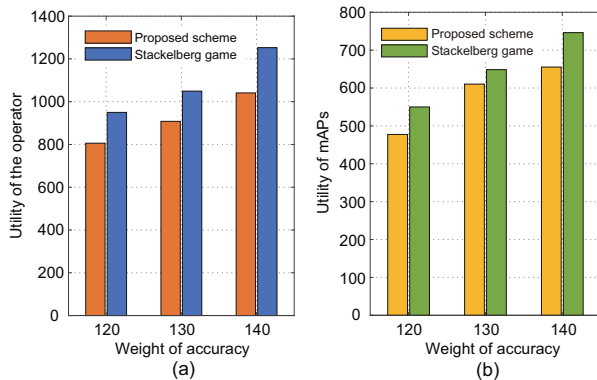 1400
1200
1000
800
600
400
200
0
Utility of the operator
Proposed scheme
Stackelberg game
120 130 140
Weight of accuracy
(a)
800
700
600
500
400
300
200
100
0
Utility of mAPs
Proposed scheme
Stackelberg game
120 130 140
Weight of accuracy
(b)